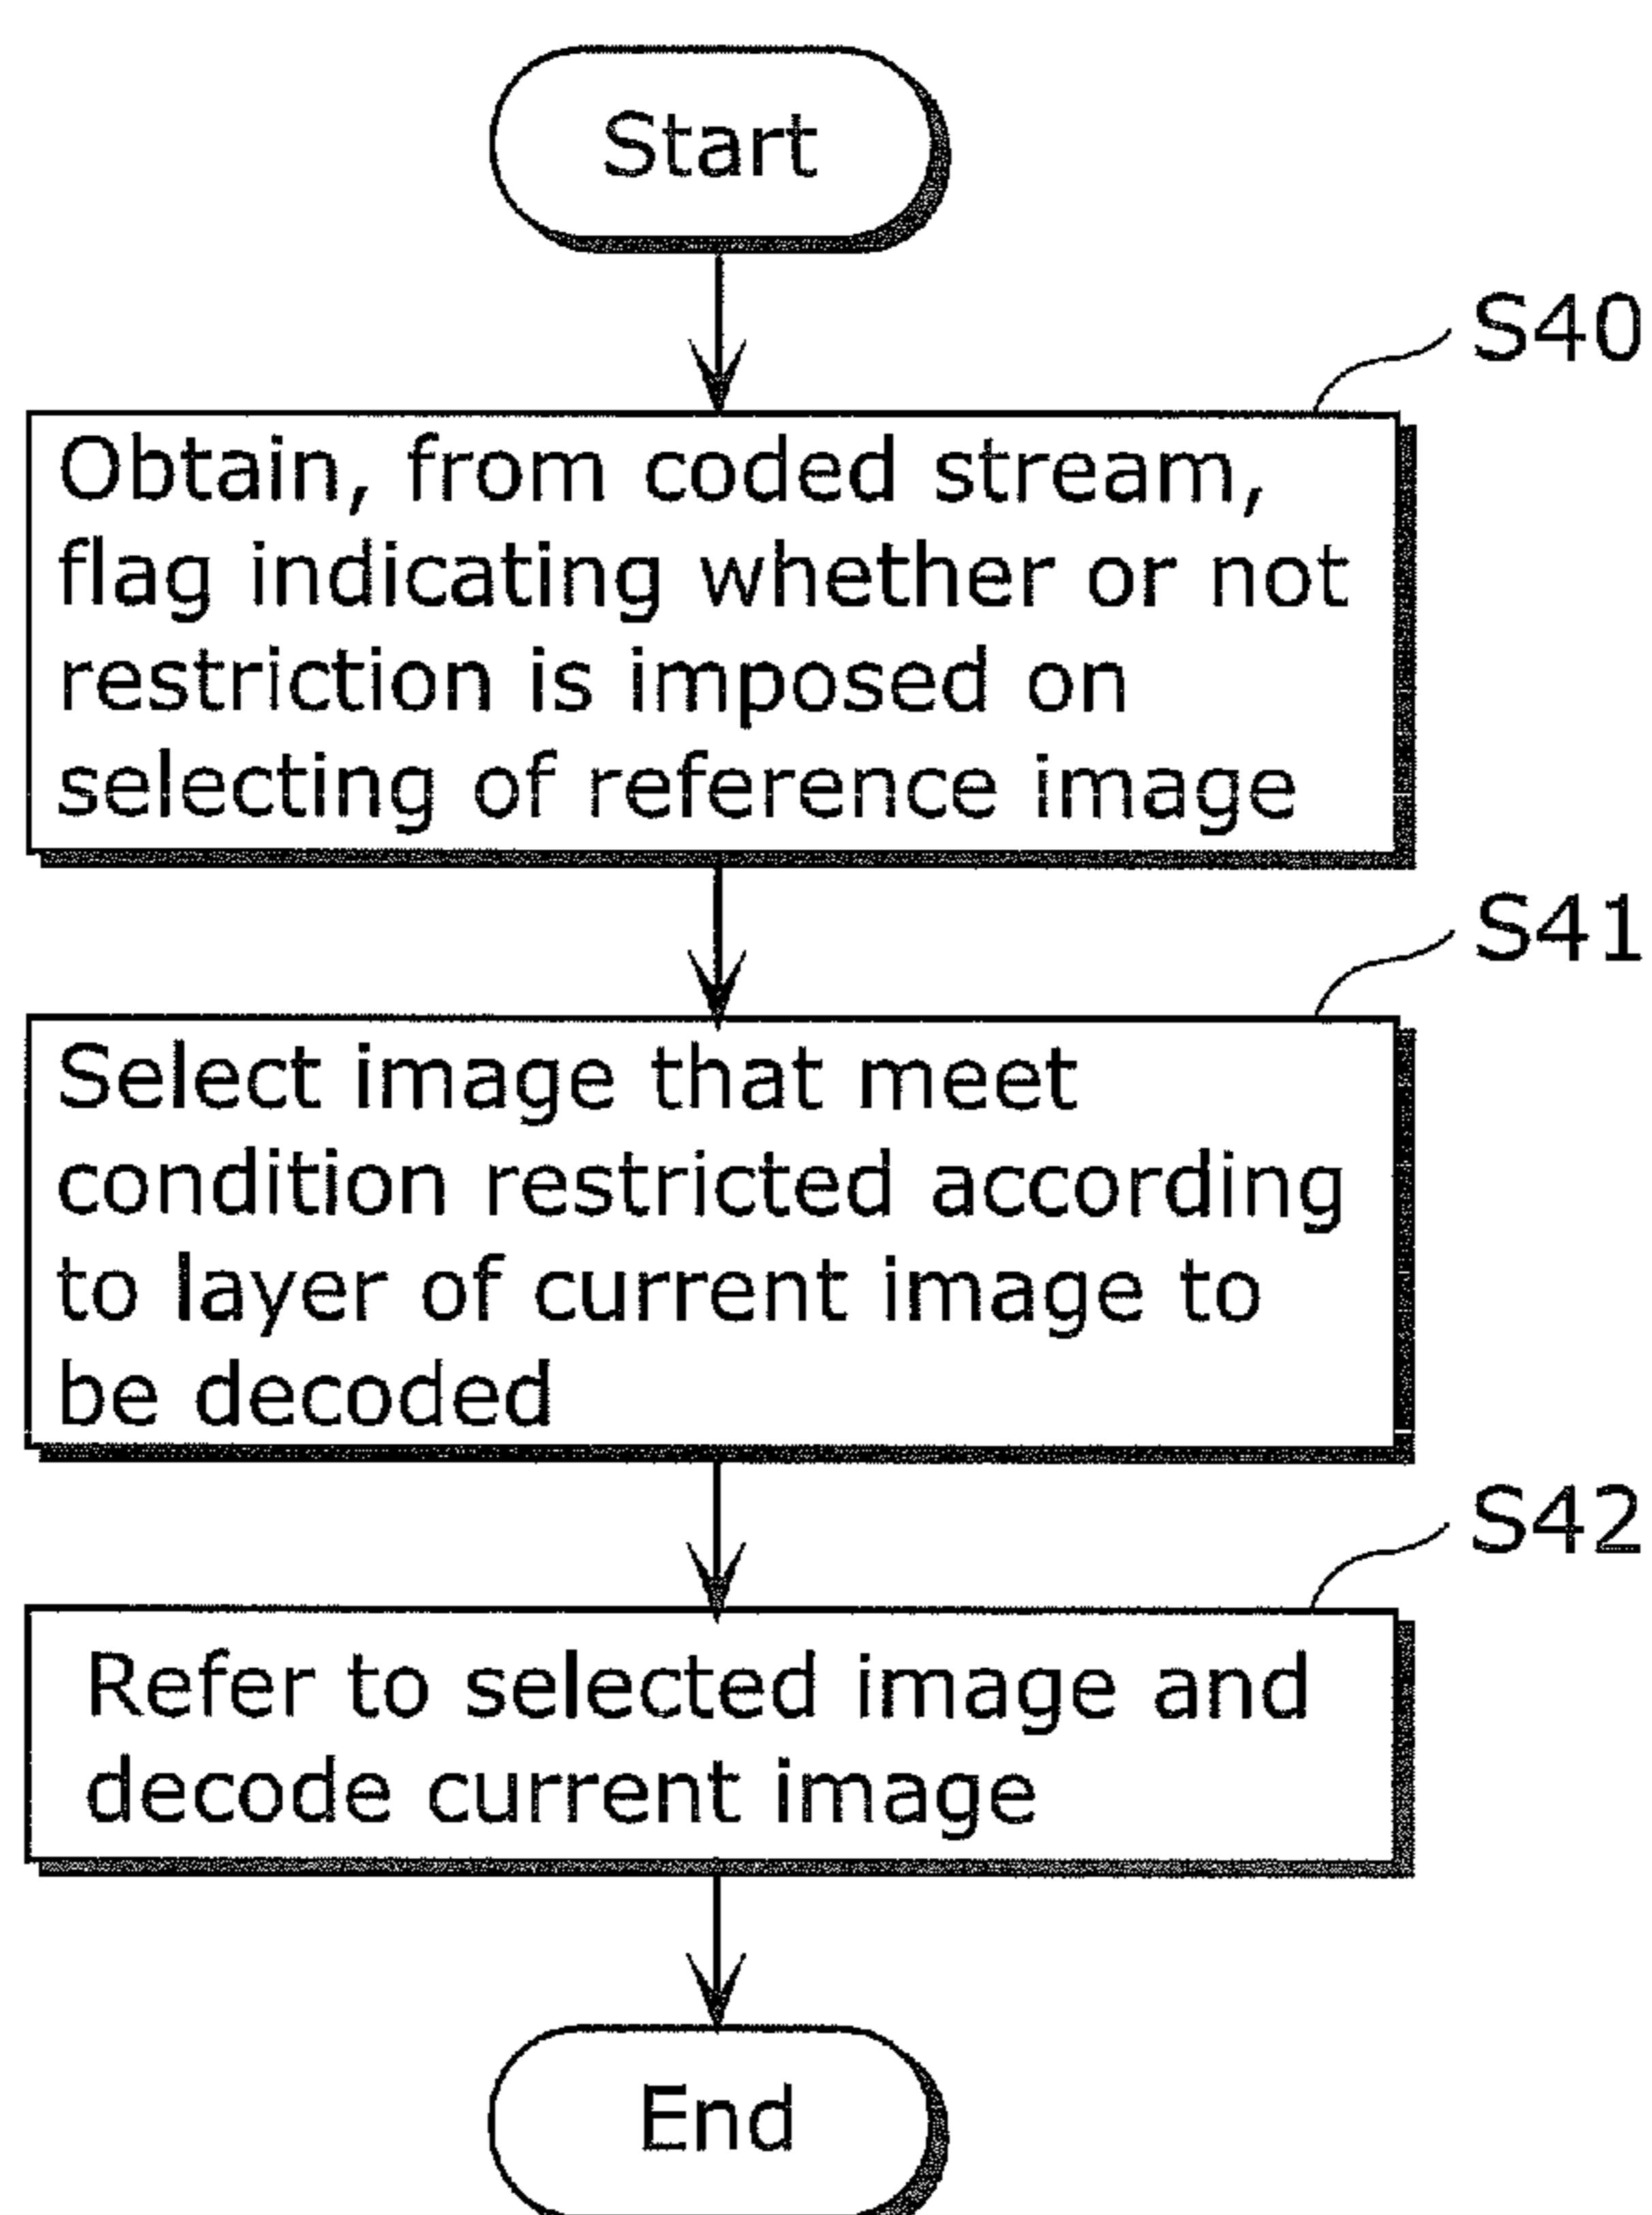 Start
S40
Obtain, from coded stream,
flag indicating whether or not
restriction is imposed on
selecting of reference image
S41
Select image that meet
condition restricted according
to layer of current image to
be decoded
S42
Refer to selected image and
decode current image
End